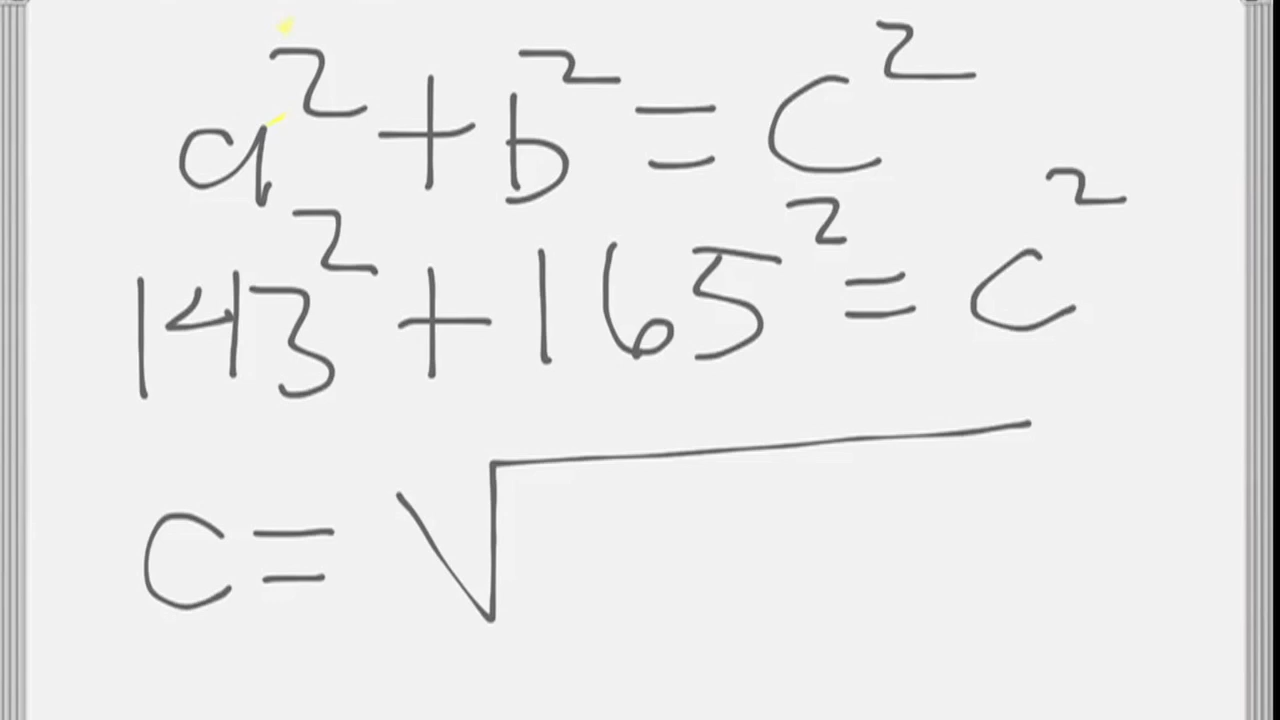 a² + b² = c²
143² + 165² = c²
c = √